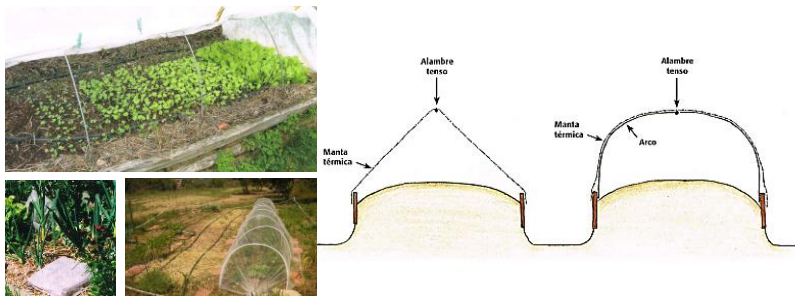 Alambre
tenso
Manta
térmica
Alambre
tenso
Manta
térmica
Arco